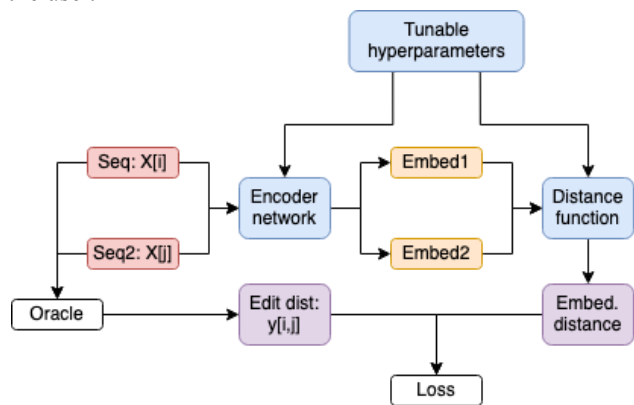 Tunable
hyperparameters
Seq: X[i]
Embed1
Encoder
network
Distance
function
Seq2: X[j]
Embed2
Oracle
Edit dist:
y[i,j]
Embed.
distance
Loss